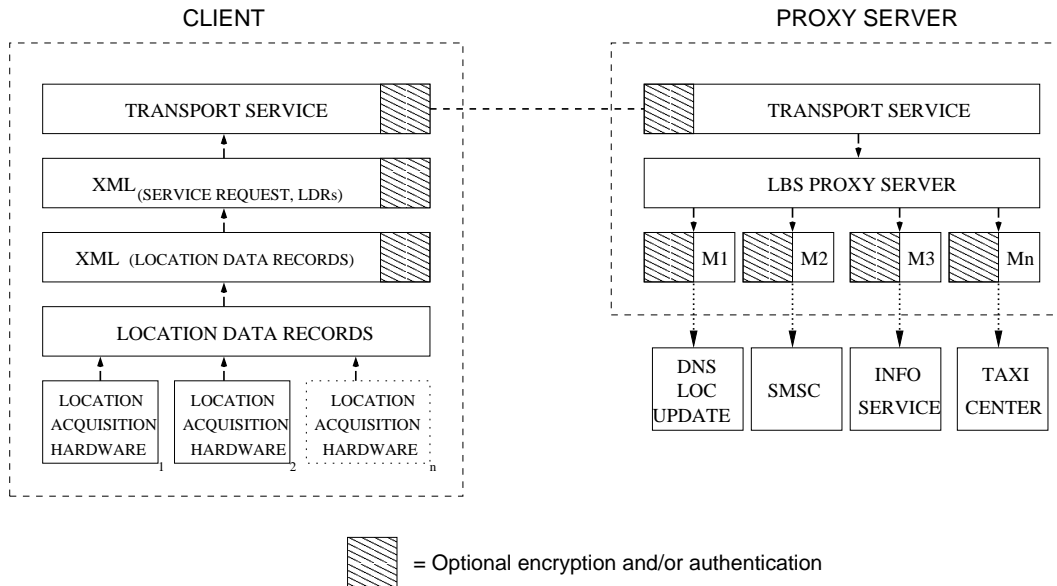 CLIENT
PROXY SERVER
TRANSPORT SERVICE
XML (SERVICE REQUEST, LDRs)
XML (LOCATION DATA RECORDS)
LOCATION DATA RECORDS
LOCATION
ACQUISITION
HARDWARE 1
LOCATION
ACQUISITION
HARDWARE 2
LOCATION
ACQUISITION
HARDWARE n
TRANSPORT SERVICE
LBS PROXY SERVER
M1
M2
M3
Mn
DNS
LOC
UPDATE
SMSC
INFO
SERVICE
TAXI
CENTER
= Optional encryption and/or authentication